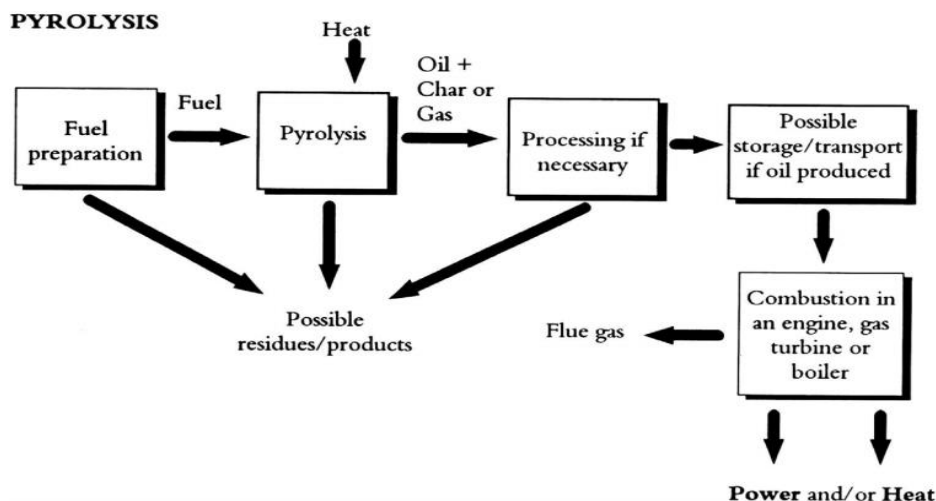 PYROLYSIS
Heat
Fuel
preparation
Fuel
Pyrolysis
Oil +
Char or
Gas
Processing if
necessary
Possible
storage/transport
if oil produced
Possible
residues/products
Flue gas
Combustion in
an engine, gas
turbine or
boiler
Power and/or Heat